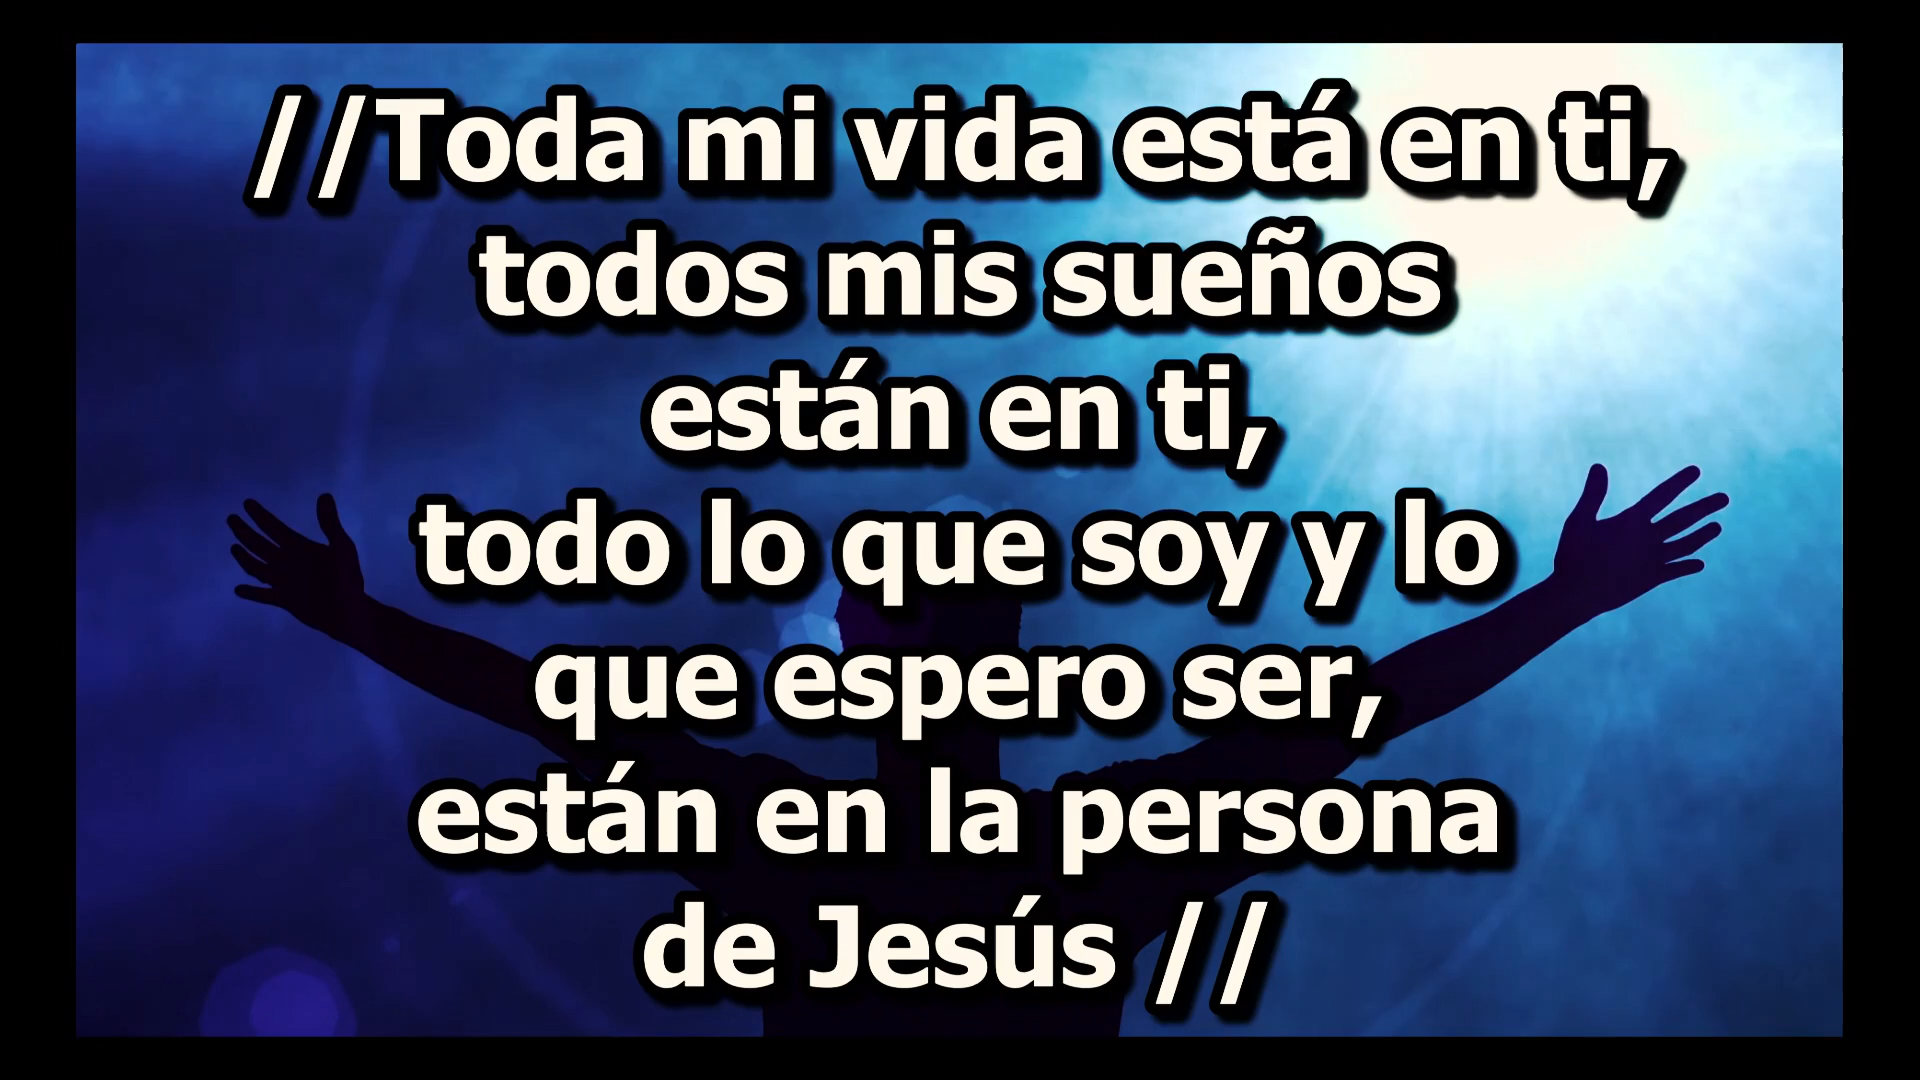 //Toda mi vida está en ti,
todos mis sueños
están en ti,
todo lo que soy y lo
que espero ser,
están en la persona
de Jesús //